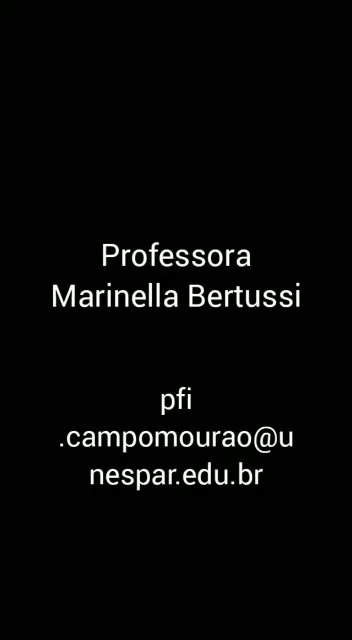 Professora
Marinella Bertussi
pfi
.campomourao@u
nespar.edu.br